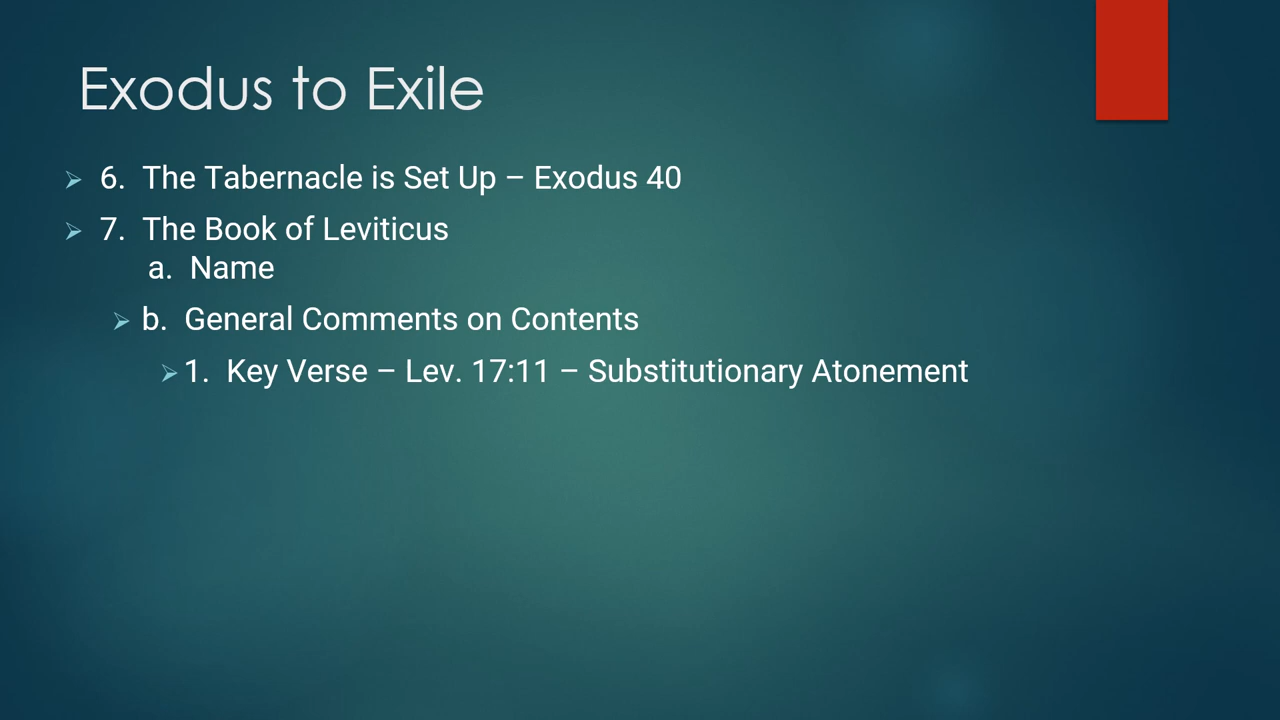 Exodus to Exile
6. The Tabernacle is Set Up – Exodus 40
7. The Book of Leviticus
a. Name
b. General Comments on Contents
1. Key Verse – Lev. 17:11 – Substitutionary Atonement